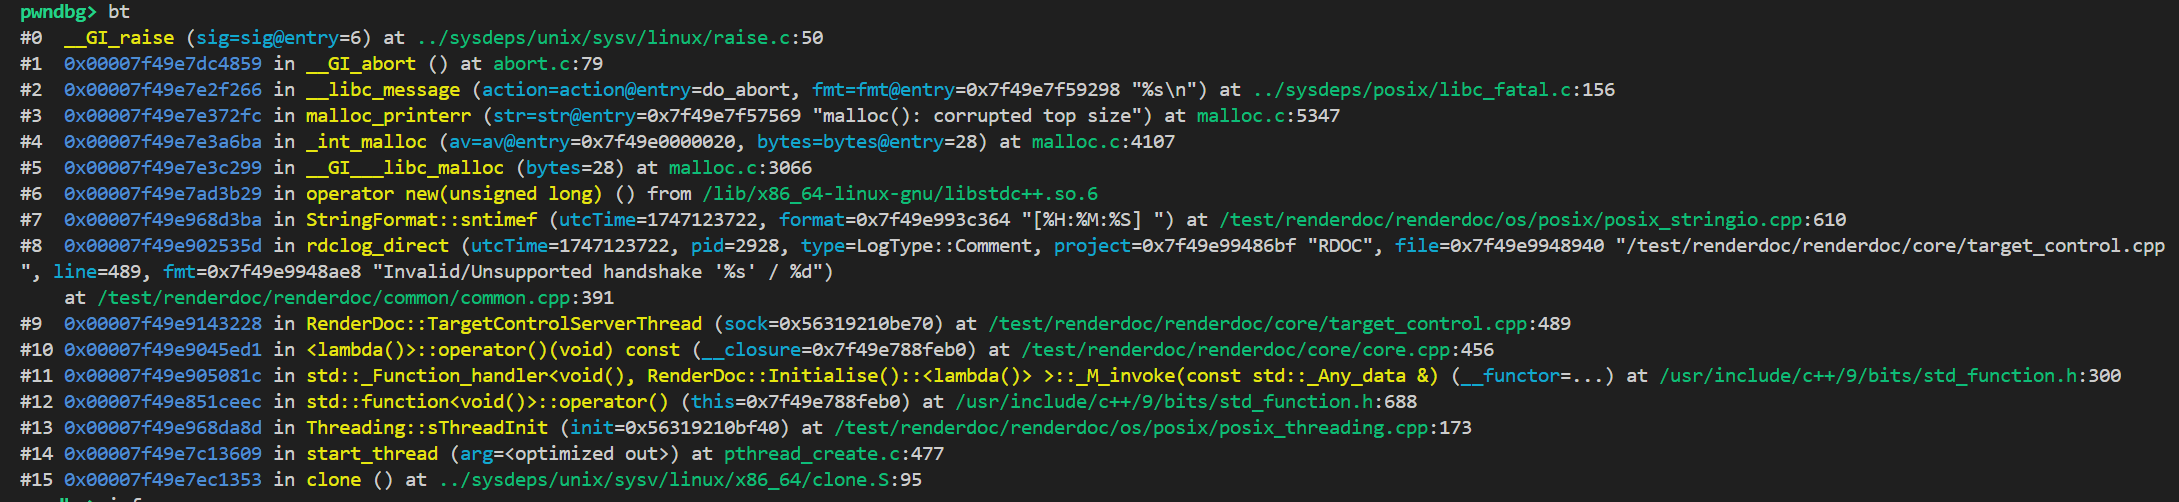 pwndbg> bt
#0  __GI_raise (sig=sig@entry=6) at ../sysdeps/unix/sysv/linux/raise.c:50
#1  0x00007f49e7dc4859 in __GI_abort () at abort.c:79
#2  0x00007f49e7e2f266 in __libc_message (action=action@entry=do_abort, fmt=fmt@entry=0x7f49e7f59298 "%s\n") at ../sysdeps/posix/libc_fatal.c:156
#3  0x00007f49e7e372fc in malloc_printerr (str=str@entry=0x7f49e7f57569 "malloc(): corrupted top size") at malloc.c:5347
#4  0x00007f49e7e3a6ba in _int_malloc (av=av@entry=0x7f49e0000020, bytes=bytes@entry=28) at malloc.c:4107
#5  0x00007f49e7e3c299 in __GI___libc_malloc (bytes=28) at malloc.c:3066
#6  0x00007f49e7ad3b29 in operator new(unsigned long) () from /lib/x86_64-linux-gnu/libstdc++.so.6
#7  0x00007f49e968d3ba in StringFormat::sntimef (utcTime=1747123722, format=0x7f49e993c364 "[%H:%M:%S] ") at /test/renderdoc/renderdoc/os/posix/posix_stringio.cpp:610
#8  0x00007f49e902535d in rdclog_direct (utcTime=1747123722, pid=2928, type=LogType::Comment, project=0x7f49e99486bf "RDOC", file=0x7f49e9948940 "/test/renderdoc/renderdoc/core/target_control.cpp
", line=489, fmt=0x7f49e9948ae8 "Invalid/Unsupported handshake '%s' / %d")
    at /test/renderdoc/renderdoc/common/common.cpp:391
#9  0x00007f49e9143228 in RenderDoc::TargetControlServerThread (sock=0x56319210be70) at /test/renderdoc/renderdoc/core/target_control.cpp:489
#10 0x00007f49e9045ed1 in <lambda()>::operator()(void) const (__closure=0x7f49e788feb0) at /test/renderdoc/renderdoc/core/core.cpp:456
#11 0x00007f49e905081c in std::_Function_handler<void(), RenderDoc::Initialise()::<lambda()> >::_M_invoke(const std::_Any_data &) (__functor=...) at /usr/include/c++/9/bits/std_function.h:300
#12 0x00007f49e851ceec in std::function<void()>::operator() (this=0x7f49e788feb0) at /usr/include/c++/9/bits/std_function.h:688
#13 0x00007f49e968da8d in Threading::sThreadInit (init=0x56319210bf40) at /test/renderdoc/renderdoc/os/posix/posix_threading.cpp:173
#14 0x00007f49e7c13609 in start_thread (arg=<optimized out>) at pthread_create.c:477
#15 0x00007f49e7ec1353 in clone () at ../sysdeps/unix/sysv/linux/x86_64/clone.S:95